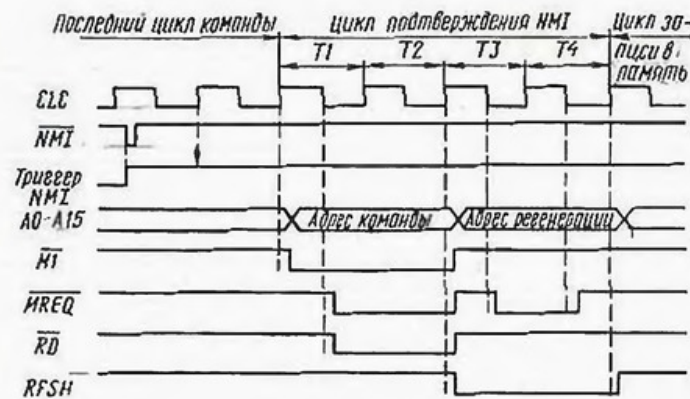 Последний цикл команды
Цикл подтверждения NMI
Цикл за-
писи в
память
T1
T2
T3
T4
CLC
NMI
Триггер
NMI
A0-A15
Адрес команды
Адрес регенерации
M1
MREQ
RD
RFSH